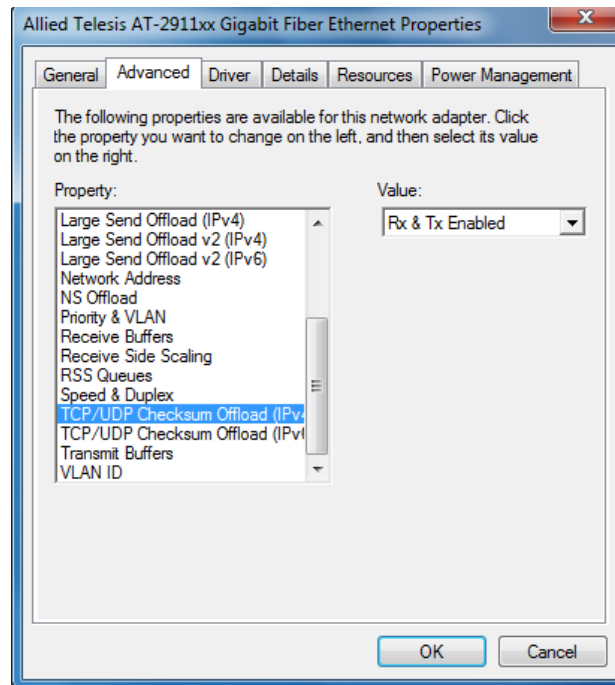 Allied Telesis AT-2911xx Gigabit Fiber Ethernet Properties
General Advanced Driver Details Resources Power Management
The following properties are available for this network adapter. Click
the property you want to change on the left, and then select its value
on the right.
Property:
Value:
Large Send Offload (IPv4)
Large Send Offload v2 (IPv4)
Large Send Offload v2 (IPv6)
Network Address
NS Offload
Priority & VLAN
Receive Buffers
Receive Side Scaling
RSS Queues
Speed & Duplex
TCP/UDP Checksum Offload (IPv4
TCP/UDP Checksum Offload (IPv6
Transmit Buffers
VLAN ID
Rx & Tx Enabled
OK Cancel